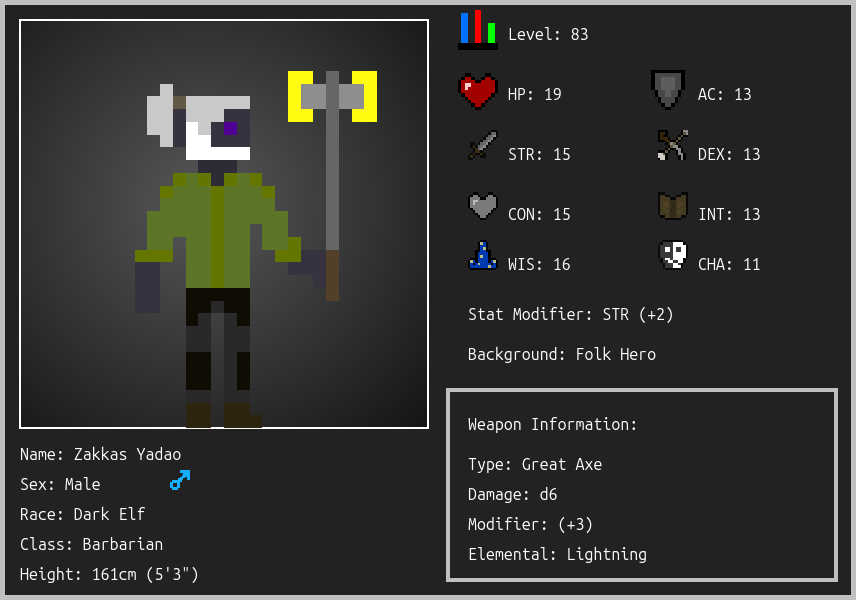 Level: 83
HP: 19
AC: 13
STR: 15
DEX: 13
CON: 15
INT: 13
WIS: 16
CHA: 11
Stat Modifier: STR (+2)
Background: Folk Hero
Weapon Information:
Type: Great Axe
Damage: d6
Modifier: (+3)
Elemental: Lightning
Name: Zakkas Yadao
Sex: Male
Race: Dark Elf
Class: Barbarian
Height: 161cm (5'3")